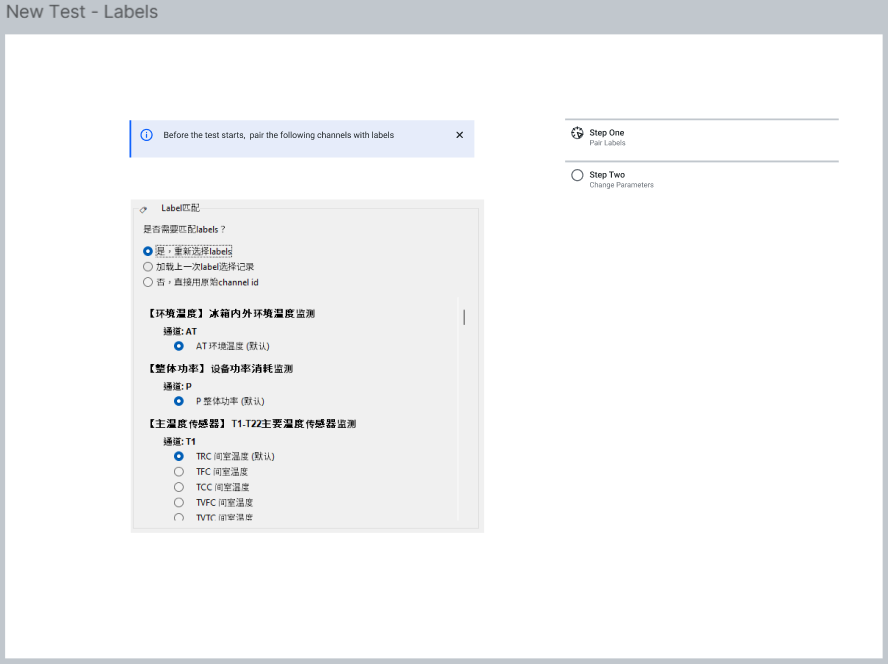 New Test - Labels
Before the test starts, pair the following channels with labels
Step One
Pair Labels
Step Two
Change Parameters
Label匹配
是否需要匹配labels？
是，重新选择labels
加载上一次label选择记录
否，直接用原始channel id
【环境温度】冰箱内外环境温度监测
通道: AT
AT 环境温度 (默认)
【整体功率】设备功率消耗监测
通道: P
P 整体功率 (默认)
【主温度传感器】T1-T22主要温度传感器监测
通道: T1
TRC 间室温度 (默认)
TFC 间室温度
TCC 间室温度
TVFC 间室温度
TVTC 间室温度